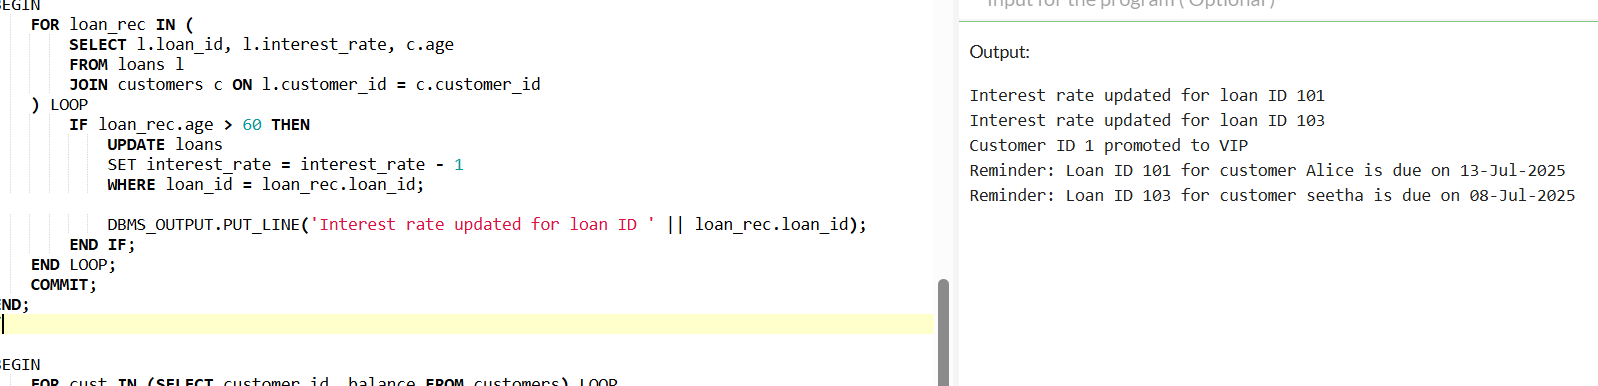 EGIN
FOR loan_rec IN (
SELECT l.loan_id, l.interest_rate, c.age
FROM loans l
JOIN customers c ON l.customer_id = c.customer_id
) LOOP
IF loan_rec.age > 60 THEN
UPDATE loans
SET interest_rate = interest_rate - 1
WHERE loan_id = loan_rec.loan_id;
DBMS_OUTPUT.PUT_LINE('Interest rate updated for loan ID ' || loan_rec.loan_id);
END IF;
END LOOP;
COMMIT;
ND;
EGIN
FOR cust IN (SELECT customer_id, balance FROM customers) LOOP
Input for the program ( Optional )
Output:
Interest rate updated for loan ID 101
Interest rate updated for loan ID 103
Customer ID 1 promoted to VIP
Reminder: Loan ID 101 for customer Alice is due on 13-Jul-2025
Reminder: Loan ID 103 for customer seetha is due on 08-Jul-2025